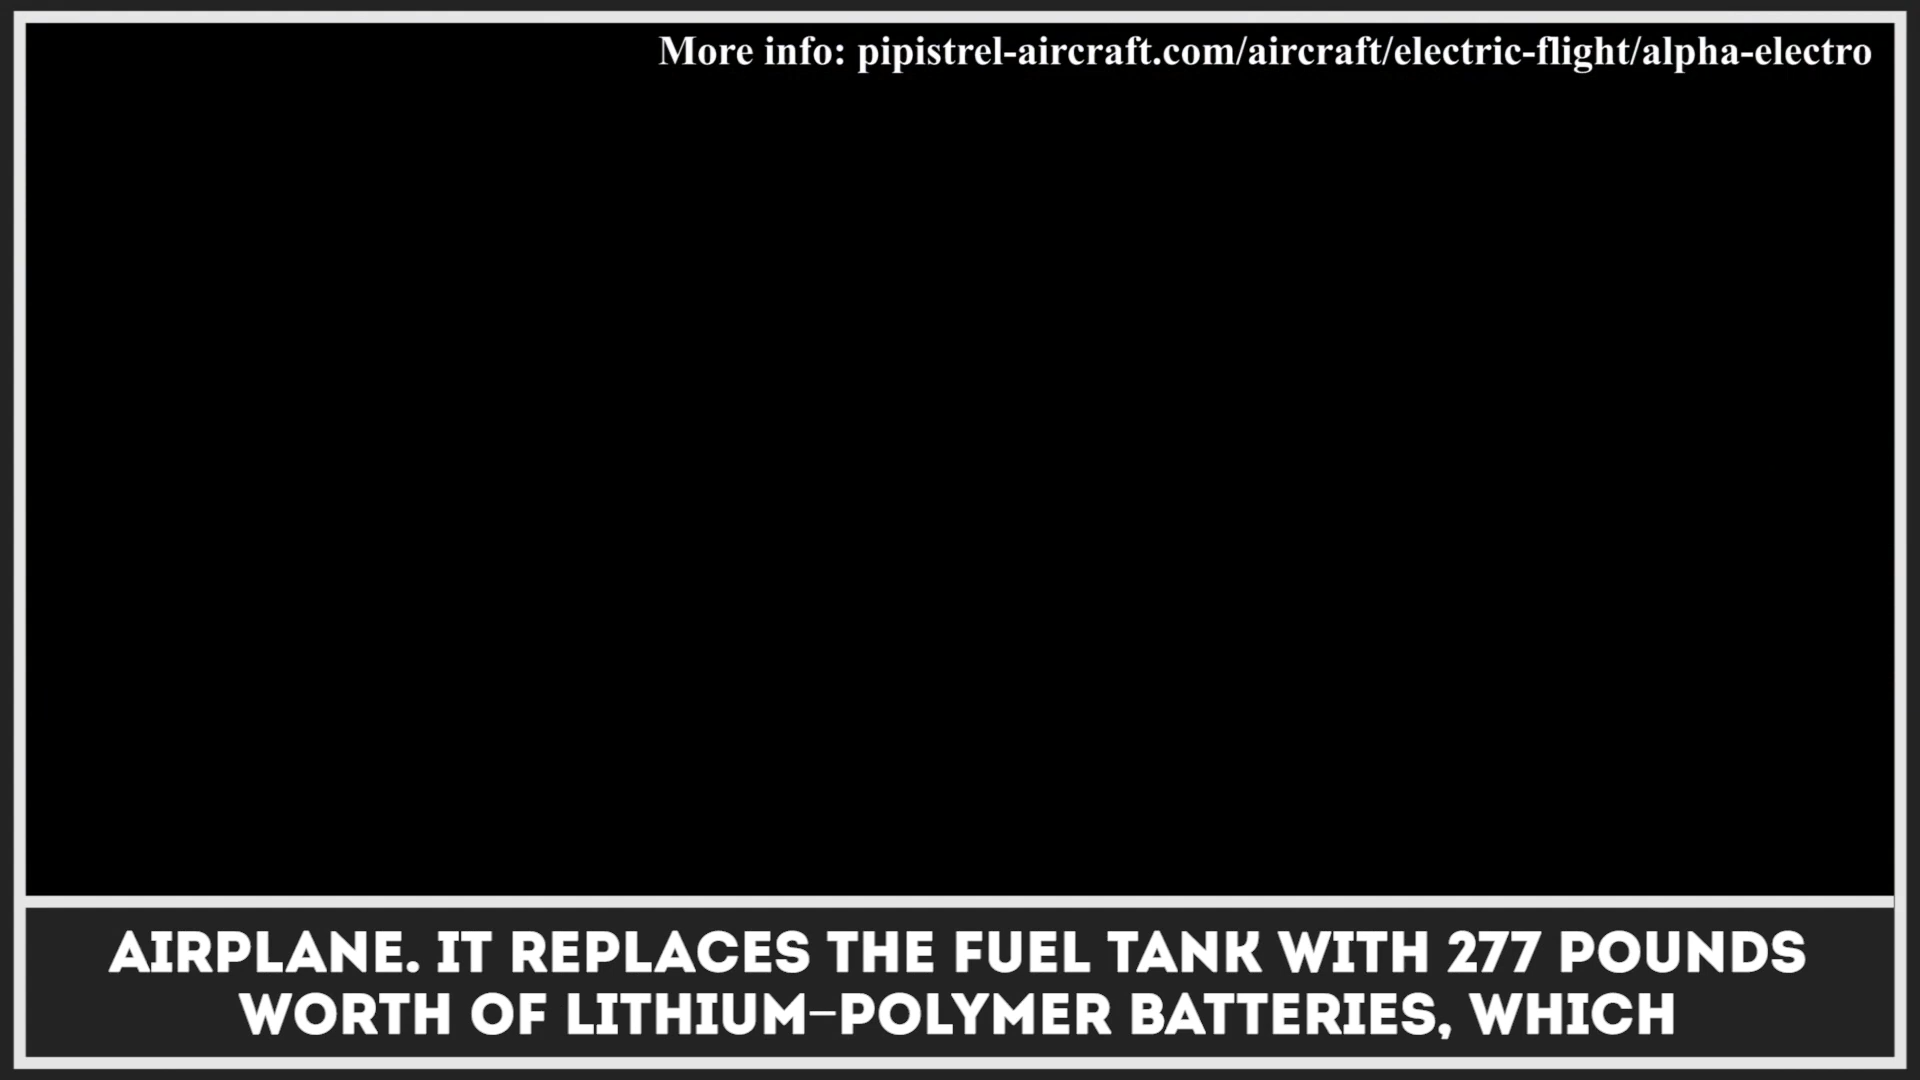 More info: pipistrel-aircraft.com/aircraft/electric-flight/alpha-electro
AIRPLANE. IT REPLACES THE FUEL TANK WITH 277 POUNDS
WORTH OF LITHIUM-POLYMER BATTERIES, WHICH